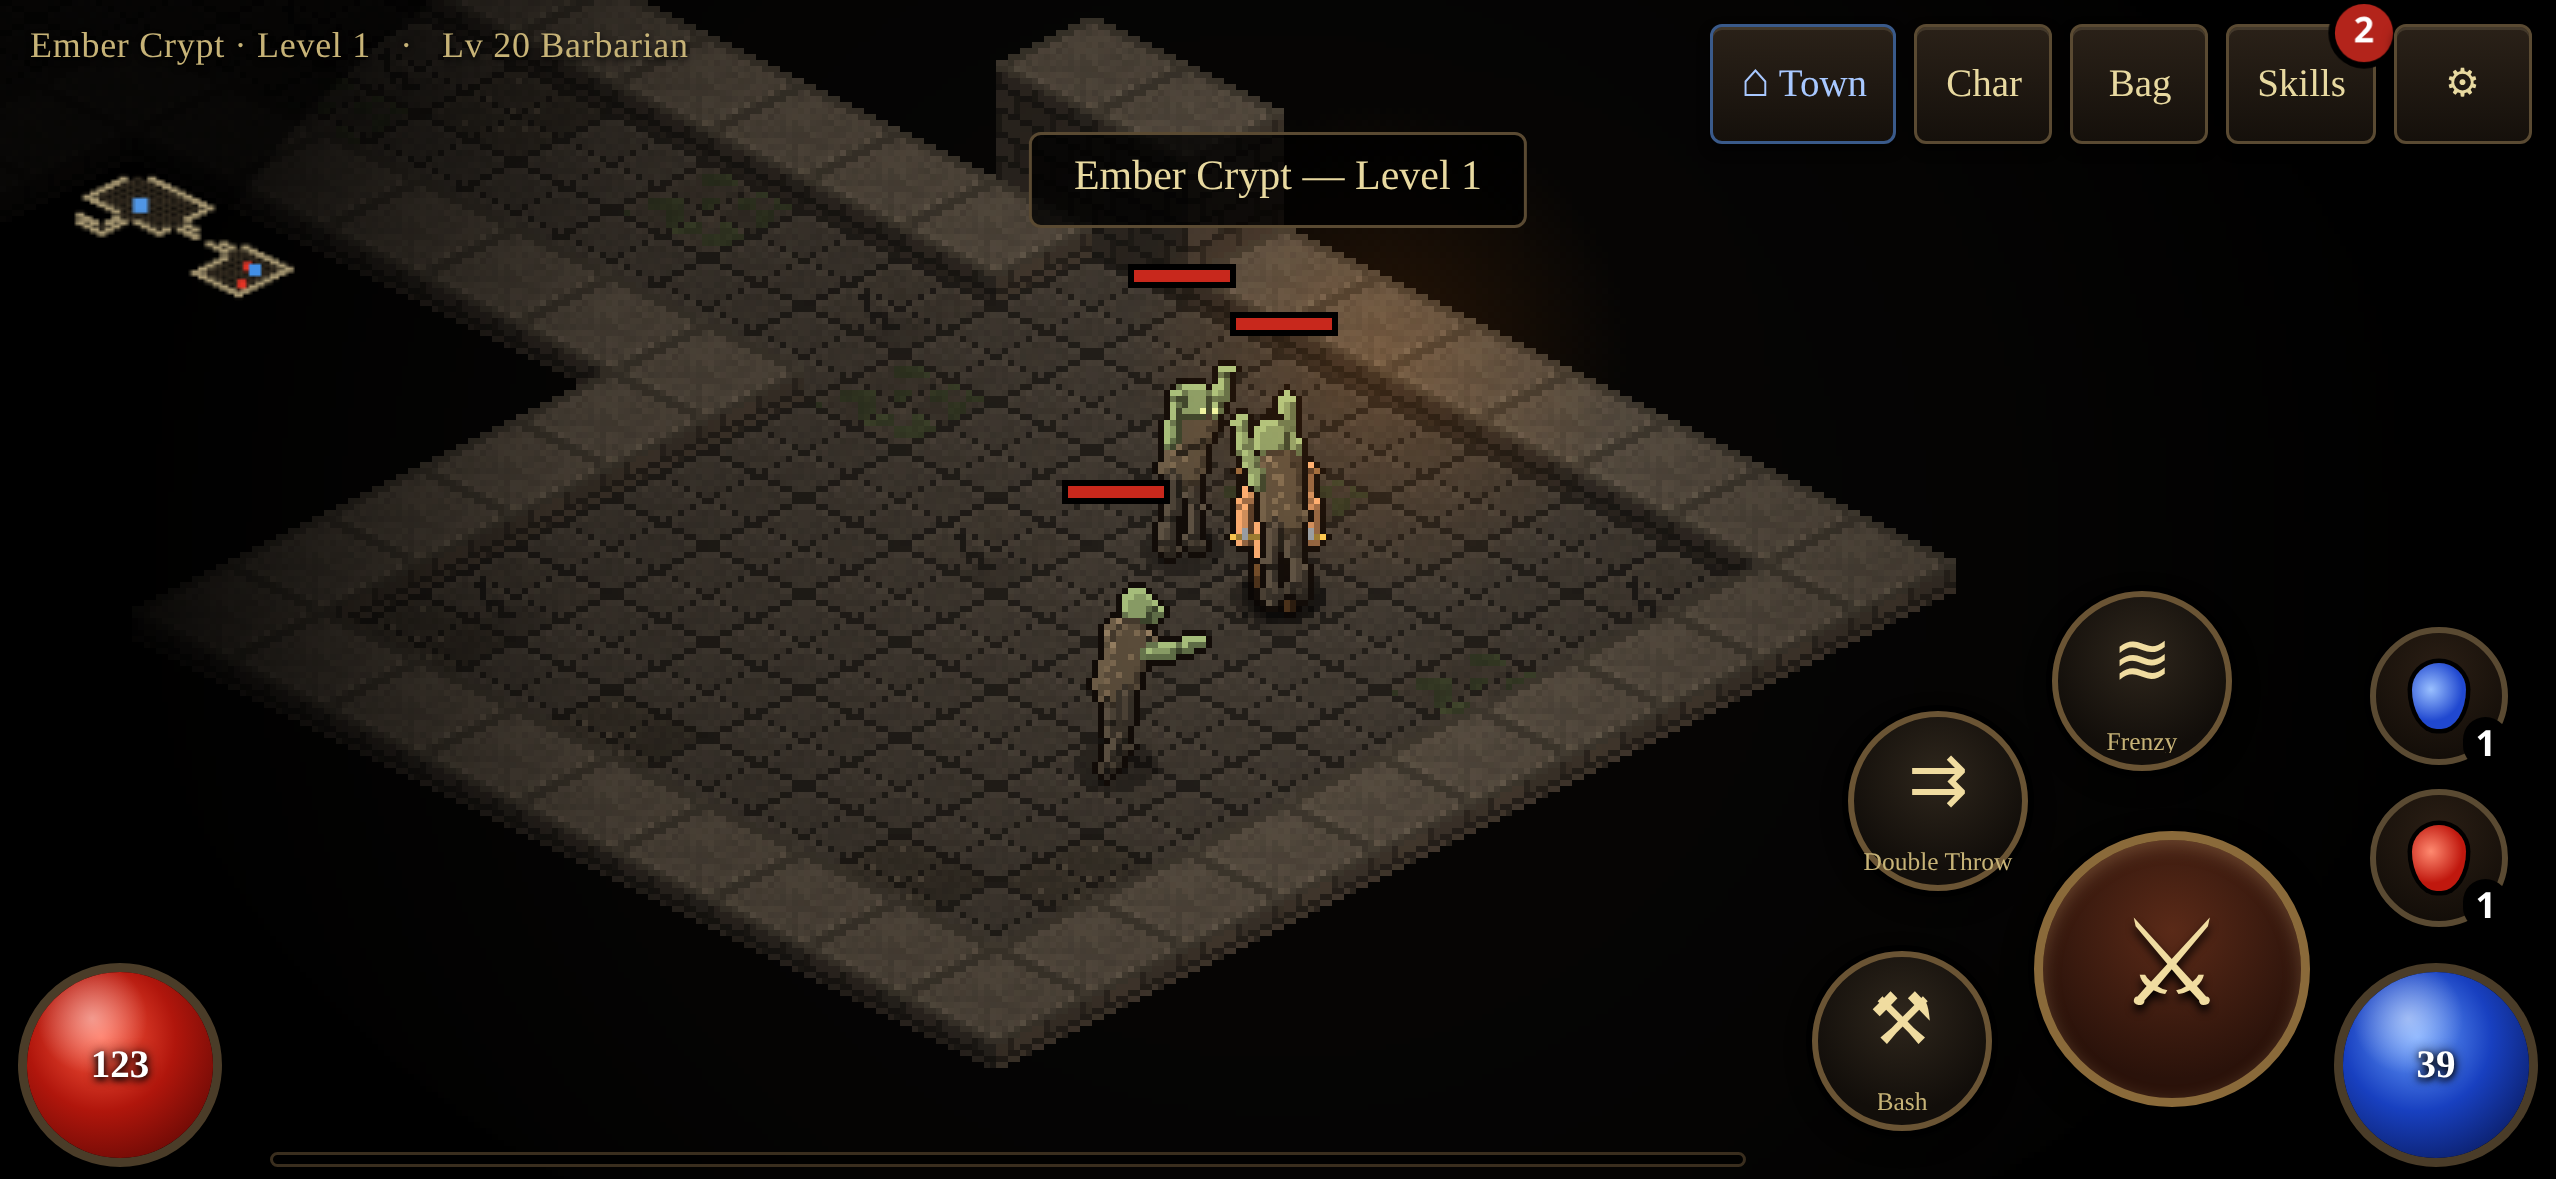 Ember Crypt · Level 1 · Lv 20 Barbarian
⌂ Town
Char
Bag
Skills
2
Ember Crypt — Level 1
Frenzy
Double Throw
Bash
1
1
123
39